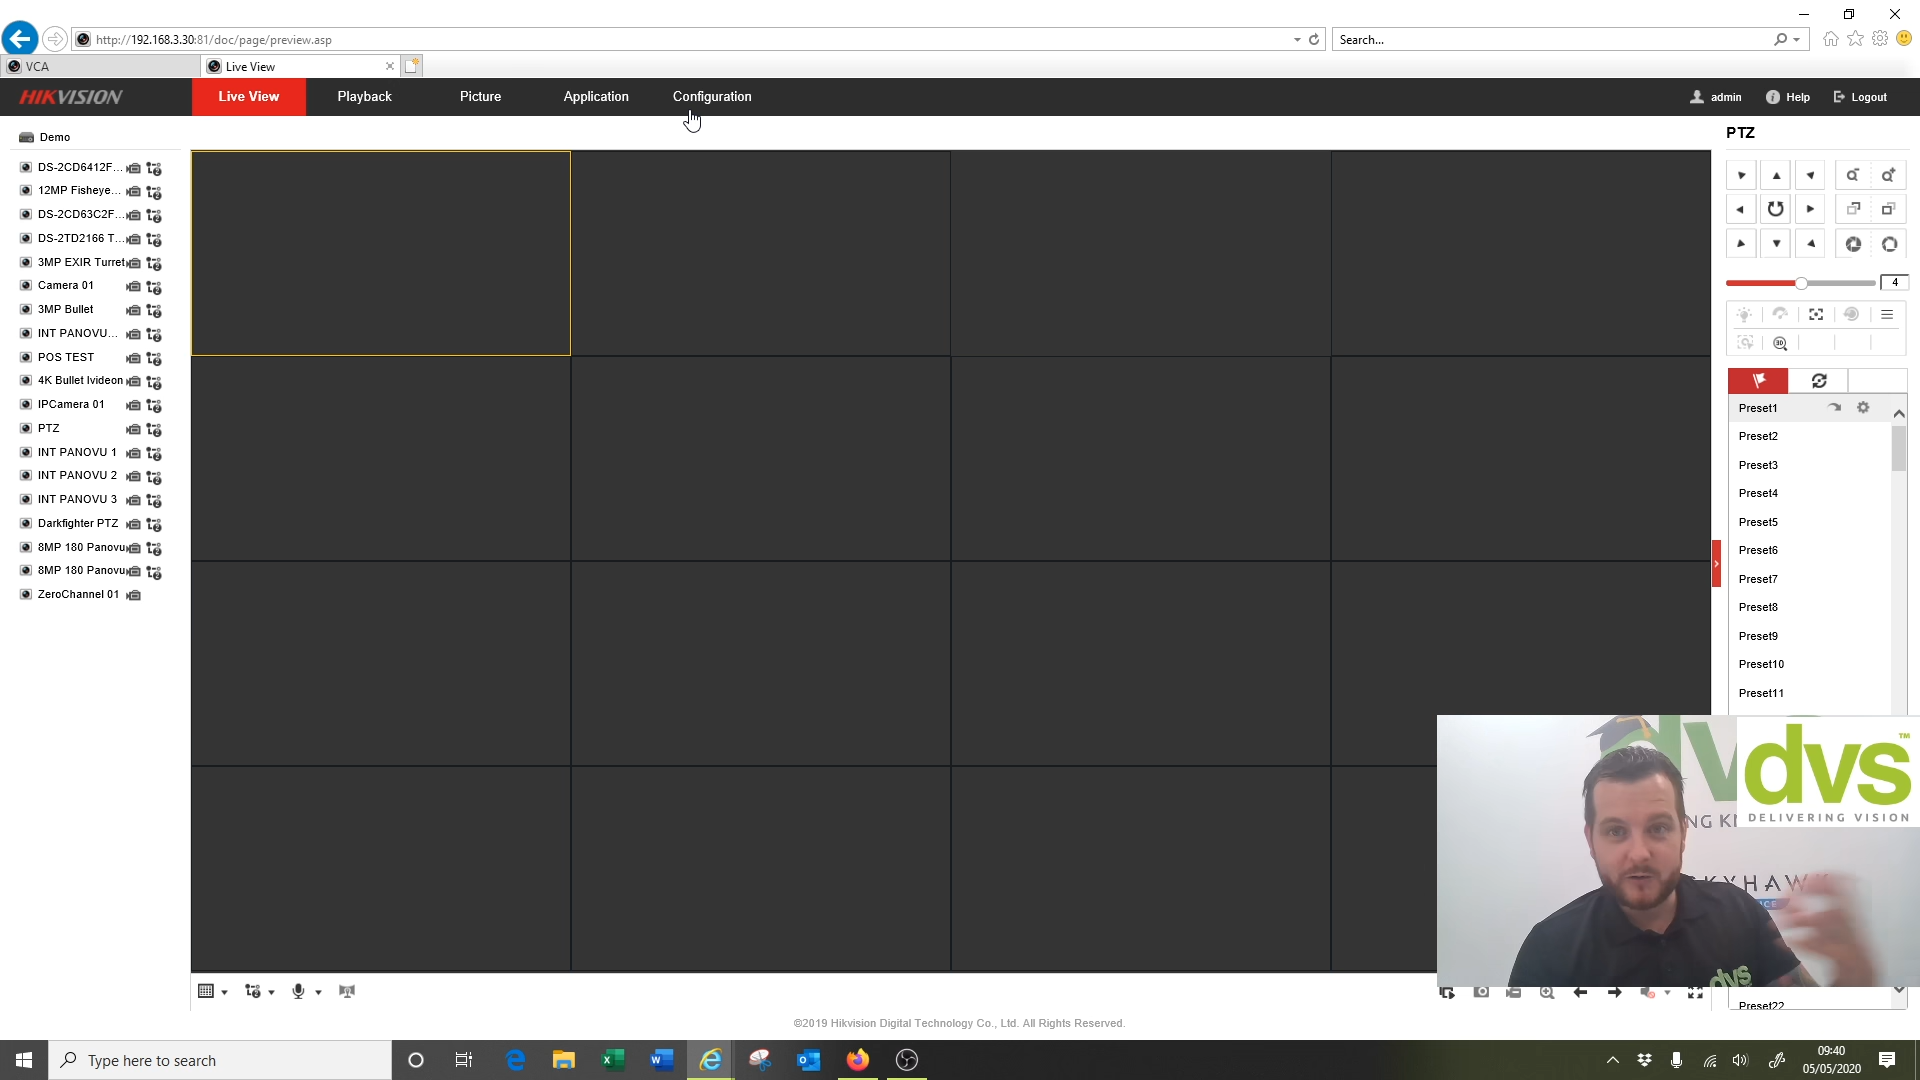 http://192.168.3.30:81/doc/page/preview.asp
Search...
VCA
Live View
HIKVISION
Live View
Playback
Picture
Application
Configuration
admin
Help
Logout
Demo
DS-2CD6412F...
12MP Fisheye...
DS-2CD63C2F...
DS-2TD2166 T...
3MP EXIR Turret
Camera 01
3MP Bullet
INT PANOVU...
POS TEST
4K Bullet Ivideon
IPCamera 01
PTZ
INT PANOVU 1
INT PANOVU 2
INT PANOVU 3
Darkfighter PTZ
8MP 180 Panovu
8MP 180 Panovu
ZeroChannel 01
PTZ
4
3D
Preset1
Preset2
Preset3
Preset4
Preset5
Preset6
Preset7
Preset8
Preset9
Preset10
Preset11
Preset22
dvs™
DELIVERING VISION
dvs
©2019 Hikvision Digital Technology Co., Ltd. All Rights Reserved.
Type here to search
09:40
05/05/2020